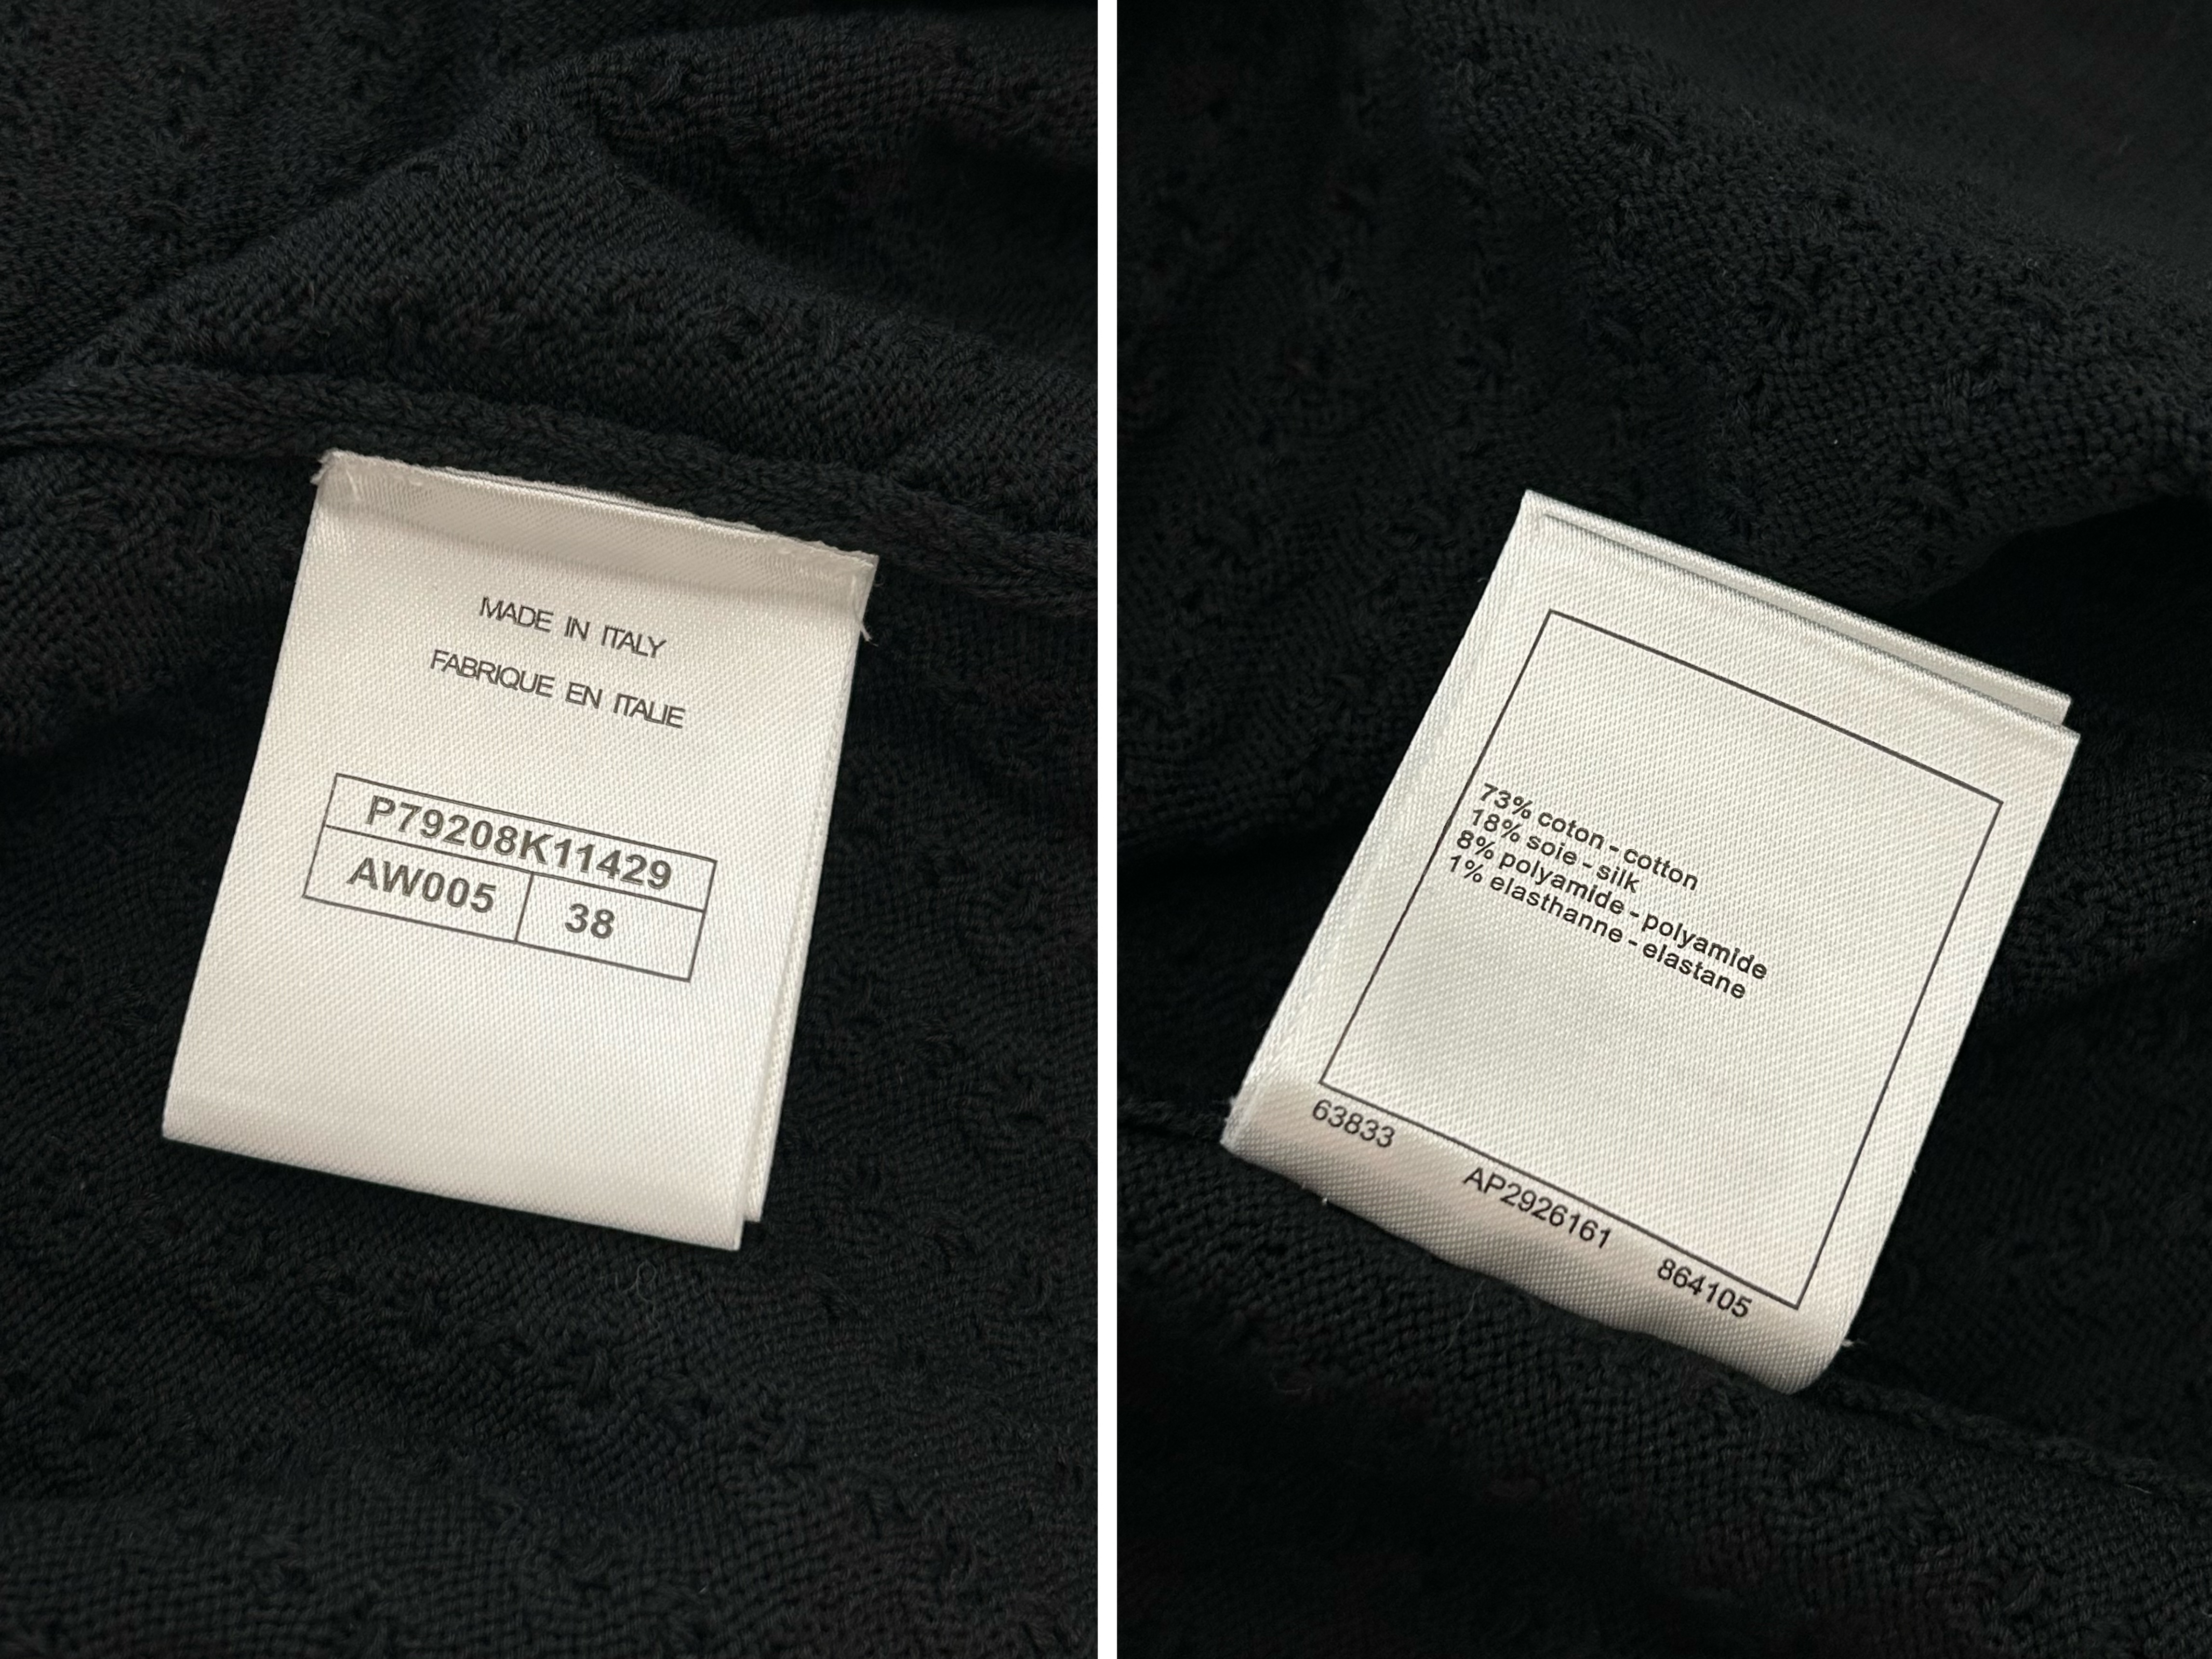 MADE IN ITALY
FABRIQUE EN ITALIE
P79208K11429
AW005 38
73% coton - cotton
18% soie - silk
8% polyamide - polyamide
1% elasthanne - elastane
63833 AP2926161 864105